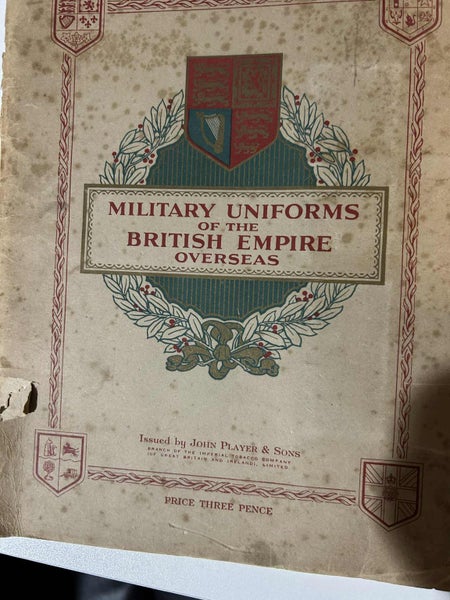 MILITARY UNIFORMS
OF THE
BRITISH EMPIRE
OVERSEAS
Issued by JOHN PLAYER & SONS
BRANCH OF THE IMPERIAL TOBACCO COMPANY
(OF GREAT BRITAIN AND IRELAND), LIMITED
PRICE THREE PENCE